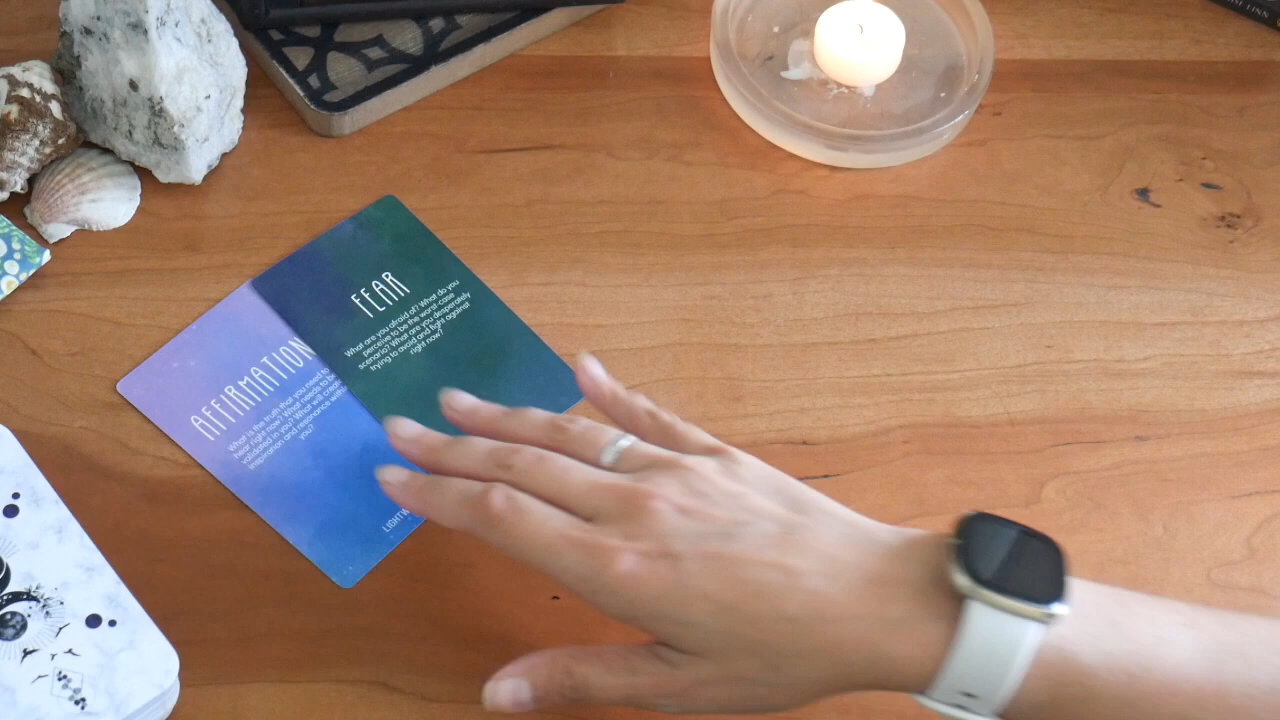 FEAR
What are you afraid of? What do you
perceive to be the worst-case
scenario? What are you desperately
trying to avoid and fight against
right now?
AFFIRMATION
What is the truth that you need to
hear right now? What needs to be
validated in you? What will create
inspiration and resonance within
you?